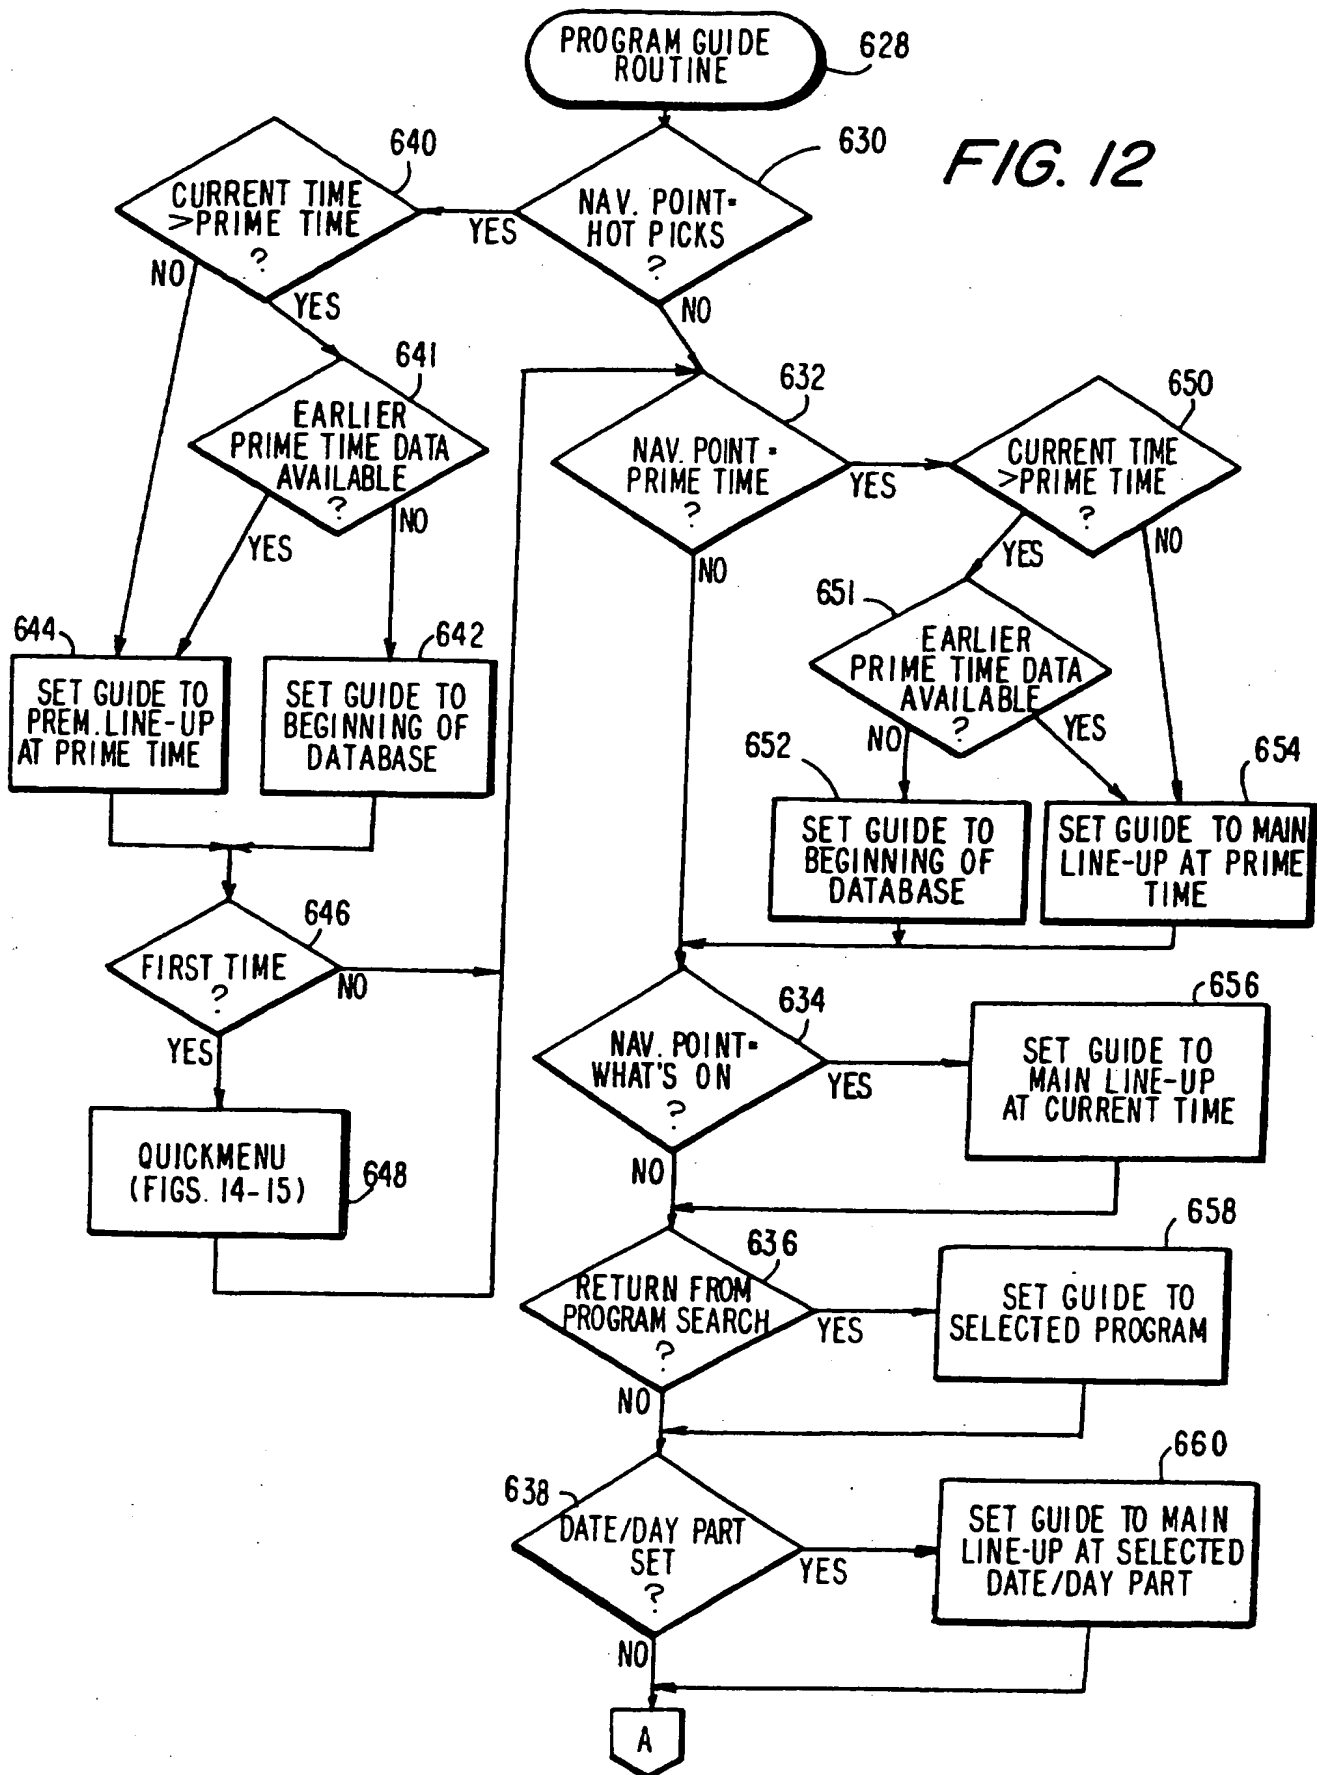 PROGRAM GUIDE
ROUTINE
628
FIG. 12
640
CURRENT TIME
>PRIME TIME
?
630
NAV. POINT=
HOT PICKS
?
YES
NO
YES
NO
641
EARLIER
PRIME TIME DATA
AVAILABLE
?
YES
NO
632
NAV. POINT=
PRIME TIME
?
YES
NO
650
CURRENT TIME
>PRIME TIME
?
YES
NO
651
EARLIER
PRIME TIME DATA
AVAILABLE
?
NO
YES
644
SET GUIDE TO
PREM. LINE-UP
AT PRIME TIME
642
SET GUIDE TO
BEGINNING OF
DATABASE
652
SET GUIDE TO
BEGINNING OF
DATABASE
654
SET GUIDE TO MAIN
LINE-UP AT PRIME
TIME
646
FIRST TIME
?
NO
YES
634
NAV. POINT=
WHAT'S ON
?
YES
NO
656
SET GUIDE TO
MAIN LINE-UP
AT CURRENT TIME
QUICKMENU
(FIGS. 14-15)
648
636
RETURN FROM
PROGRAM SEARCH
?
YES
NO
658
SET GUIDE TO
SELECTED PROGRAM
638
DATE/DAY PART
SET
?
YES
NO
660
SET GUIDE TO MAIN
LINE-UP AT SELECTED
DATE/DAY PART
A